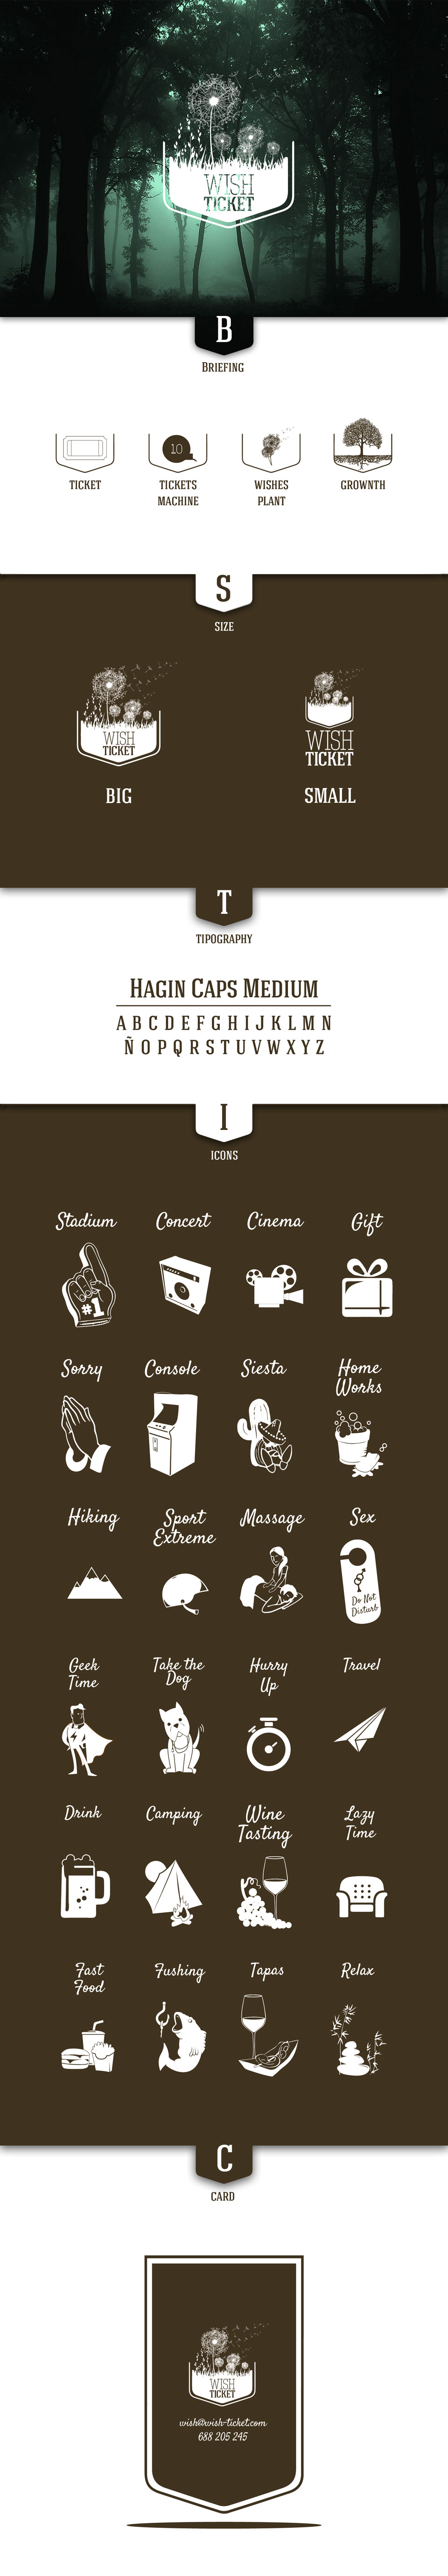 WISH
TICKET
B
BRIEFING
10
TICKET
TICKETS
MACHINE
WISHES
PLANT
GROWNTH
S
SIZE
WISH
TICKET
WISH
TICKET
BIG
SMALL
T
TIPOGRAPHY
HAGIN CAPS MEDIUM
A B C D E F G H I J K L M N
Ñ O P Q R S T U V W X Y Z
I
ICONS
Stadium
Concert
Cinema
Gift
#1
Sorry
Console
Siesta
Home
Works
Hiking
Sport
Extreme
Massage
Sex
Do Not
Disturb
Geek
Time
Take the
Dog
Hurry
Up
Travel
Drink
Camping
Wine
Tasting
Lazy
Time
Fast
Food
Fushing
Tapas
Relax
C
CARD
WISH
TICKET
wish@wish-ticket.com
688 205 245